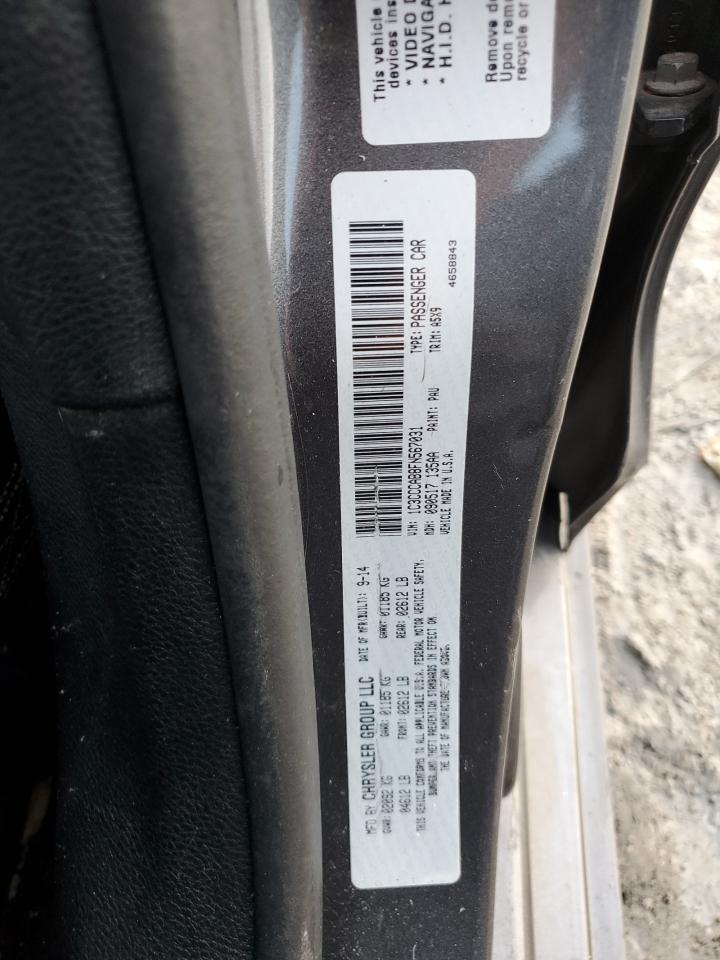 This vehicle
devices ins
* VIDEO D
* NAVIGA
* H.I.D. H
Remove de
Upon rem
recycle or
MFD BY CHRYSLER GROUP LLC DATE OF MFR(BUILT): 9-14
GVWR: 02092 KG GAWR: 01185 KG GAWR: 01185 KG
04612 LB FRONT: 02612 LB REAR: 02612 LB
THIS VEHICLE CONFORMS TO ALL APPLICABLE U.S.A. FEDERAL MOTOR VEHICLE SAFETY,
BUMPER,AND THEFT PREVENTION STANDARDS IN EFFECT ON
THE DATE OF MANUFACTURE SHOWN ABOVE.
VIN: 1C3CCCAB8FN567031 TYPE: PASSENGER CAR
MDH: 090517 135AA PAINT: PAU TRIM: A5X9
VEHICLE MADE IN U.S.A.
4658843